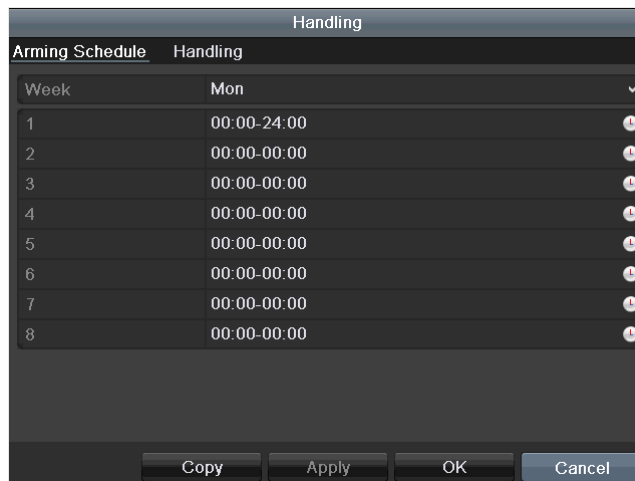 Handling
Arming Schedule Handling
Week Mon
1 00:00-24:00
2 00:00-00:00
3 00:00-00:00
4 00:00-00:00
5 00:00-00:00
6 00:00-00:00
7 00:00-00:00
8 00:00-00:00
Copy Apply OK Cancel